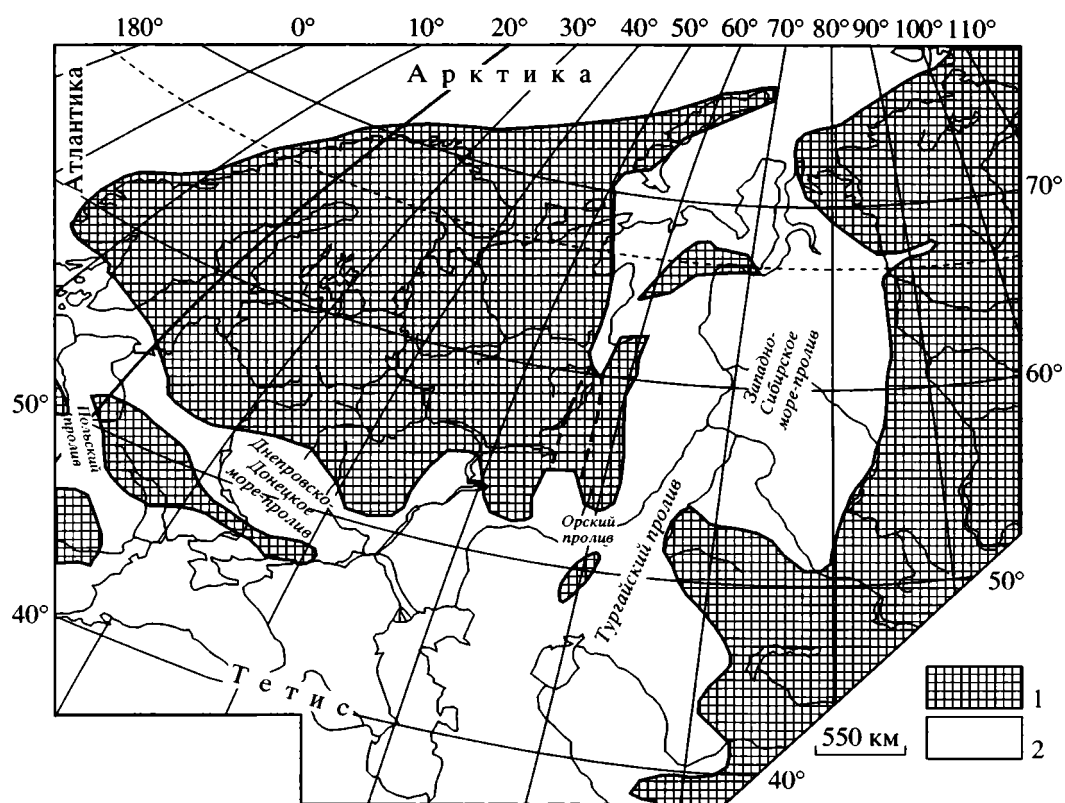 180° 0° 10° 20° 30° 40° 50° 60° 70° 80° 90° 100° 110°
Арктика
Атлантика
70°
60°
50°
Польский
пролив
Днепровско-
Донецкое
море-пролив
Западно-
Сибирское
море-пролив
Орский
пролив
Тургайский пролив
50°
40°
Тетис
1
550 км
2
40°